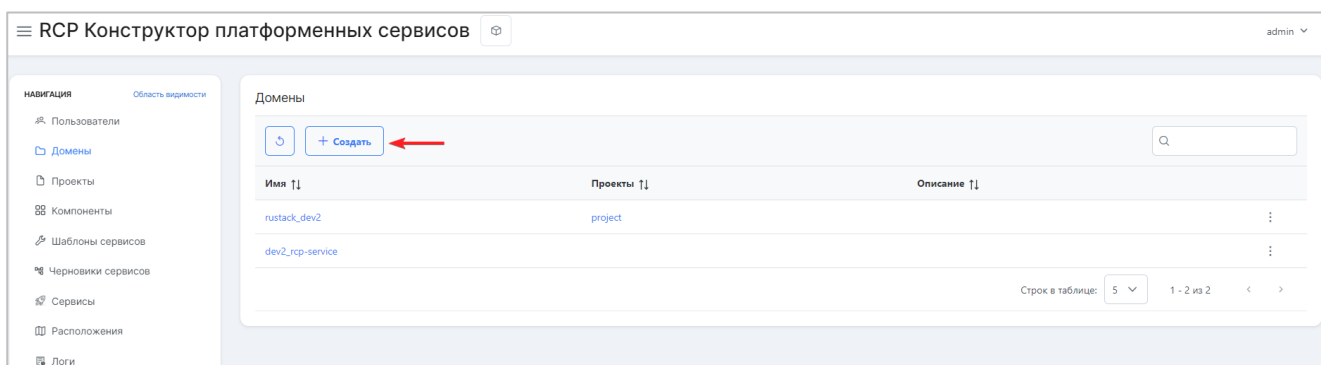 RCP Конструктор платформенных сервисов
admin
НАВИГАЦИЯ Область видимости
Пользователи
Домены
Проекты
Компоненты
Шаблоны сервисов
Черновики сервисов
Сервисы
Расположения
Логи
Домены
+ Создать
Имя ↑↓ Проекты ↑↓ Описание ↑↓
rustack_dev2 project
dev2_rcp-service
Строк в таблице: 5 1 - 2 из 2 < >